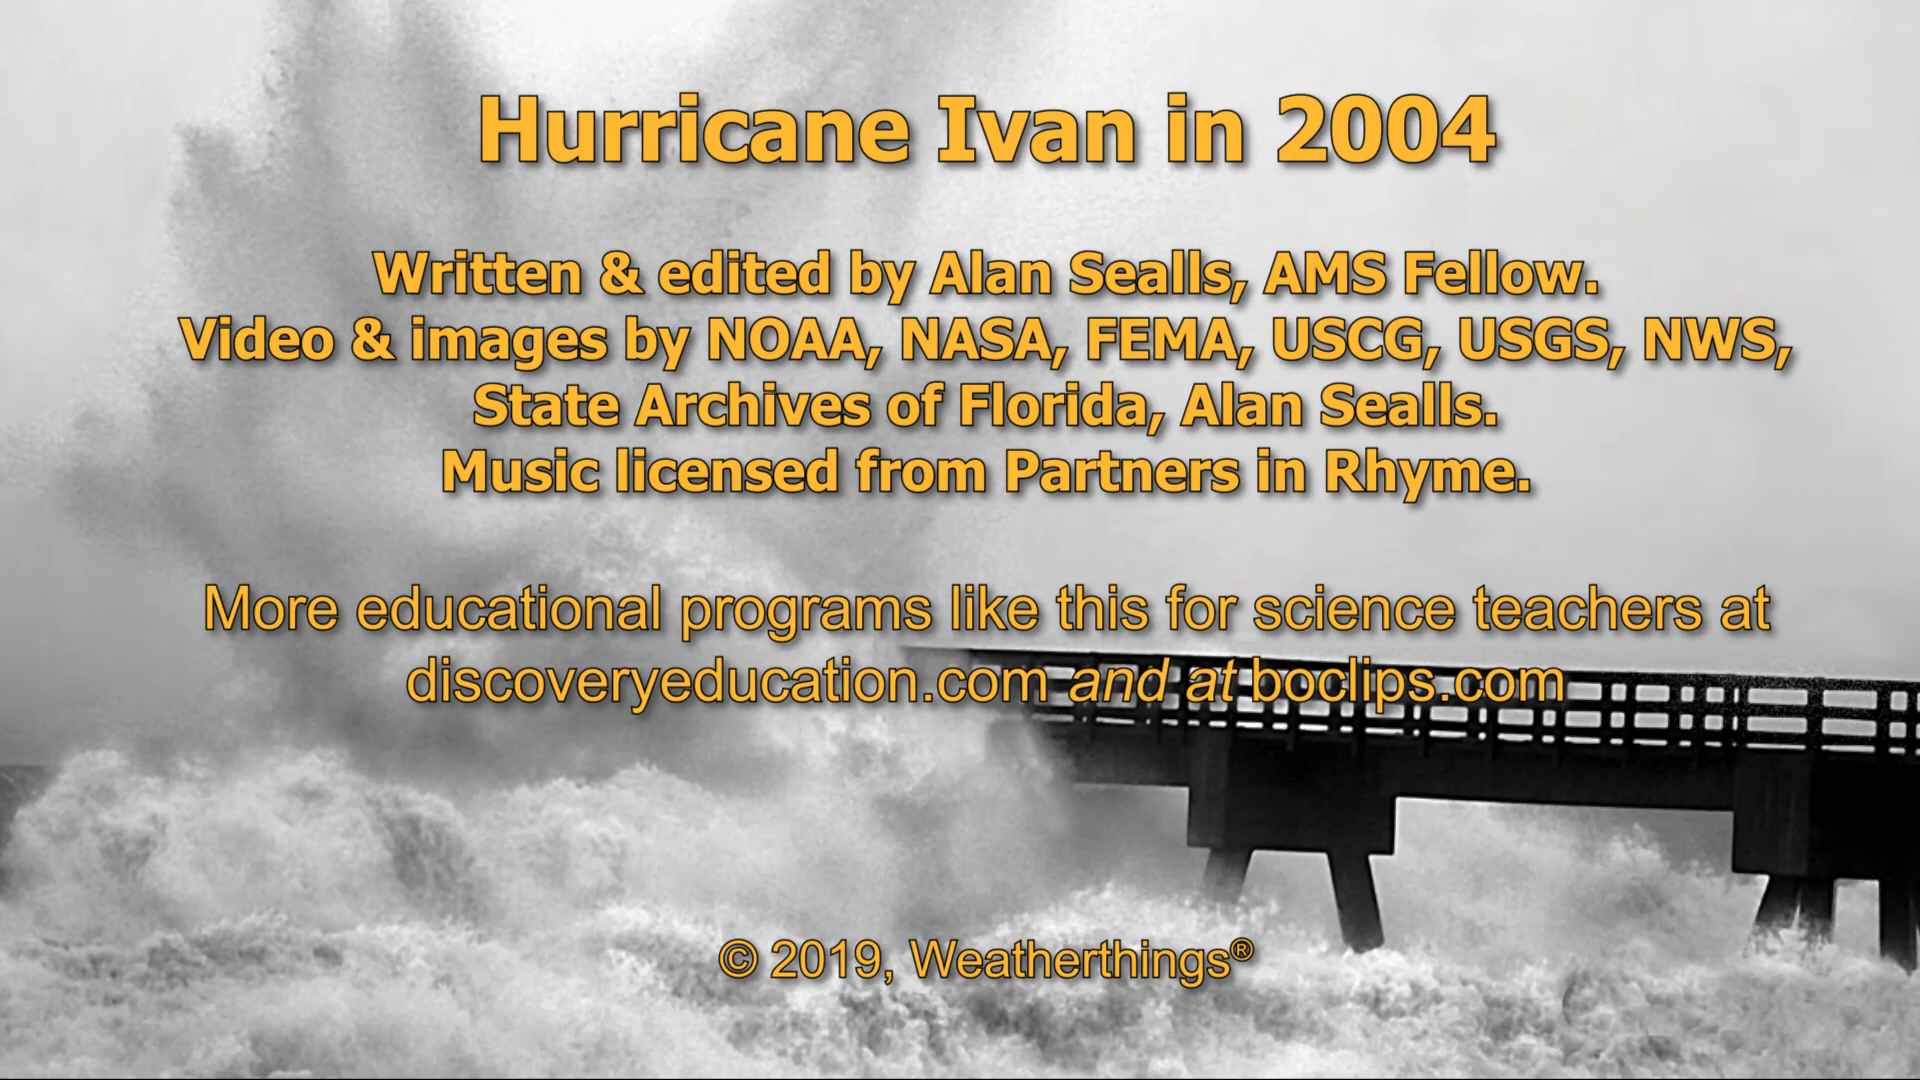 Hurricane Ivan in 2004
Written & edited by Alan Sealls, AMS Fellow.
Video & images by NOAA, NASA, FEMA, USCG, USGS, NWS,
State Archives of Florida, Alan Sealls.
Music licensed from Partners in Rhyme.
More educational programs like this for science teachers at
discoveryeducation.com and at boclips.com
© 2019, Weatherthings®